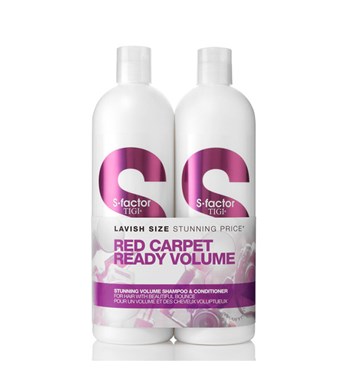 S-factor
TIGI
S-factor
TIGI
LAVISH SIZE STUNNING PRICE*
RED CARPET
READY VOLUME
STUNNING VOLUME SHAMPOO & CONDITIONER
FOR HAIR WITH BEAUTIFUL BOUNCE
POUR UN VOLUME ET DES CHEVEUX VOLUPTUEUX